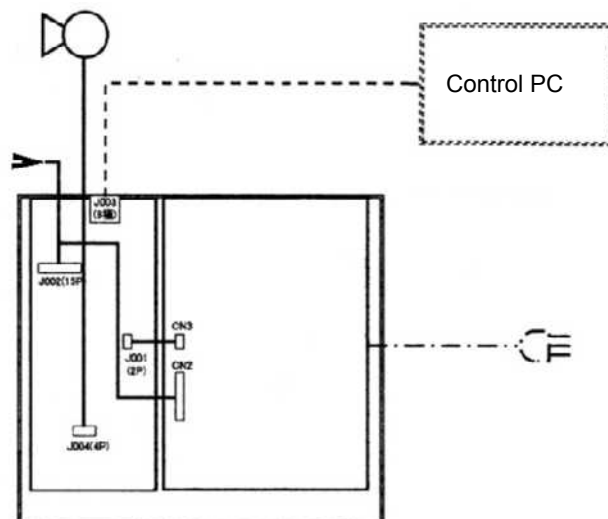 Control PC
J003
J002(15P)
CN3
J001
(2P)
CN2
J004(4P)